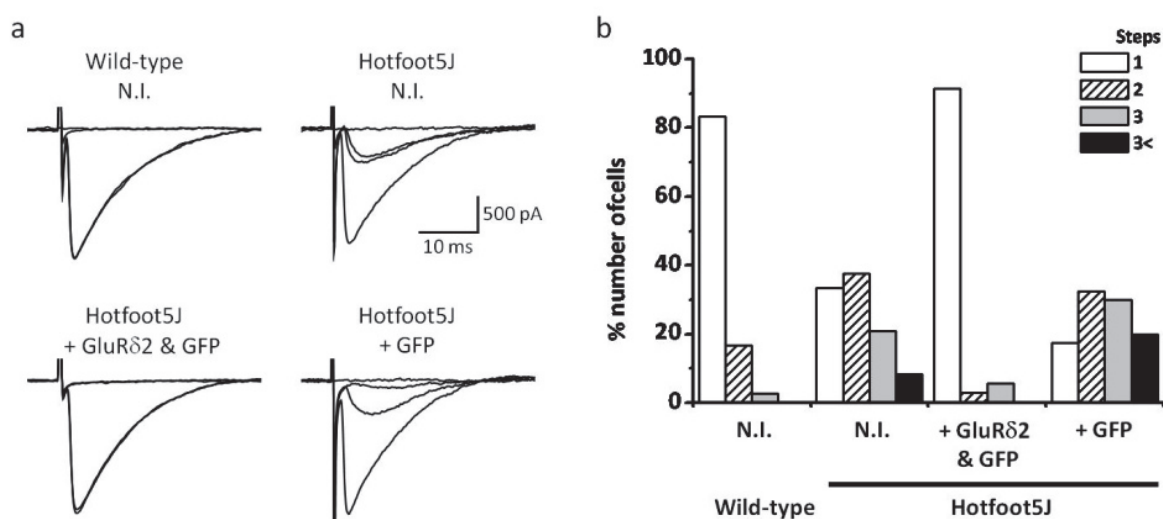 a
Wild-type
N.I.
Hotfoot5J
N.I.
500 pA
10 ms
Hotfoot5J
+ GluRδ2 & GFP
Hotfoot5J
+ GFP
b
% number ofcells
100
80
60
40
20
0
Steps
1
2
3
3<
N.I.
N.I.
+ GluRδ2
& GFP
+ GFP
Wild-type
Hotfoot5J